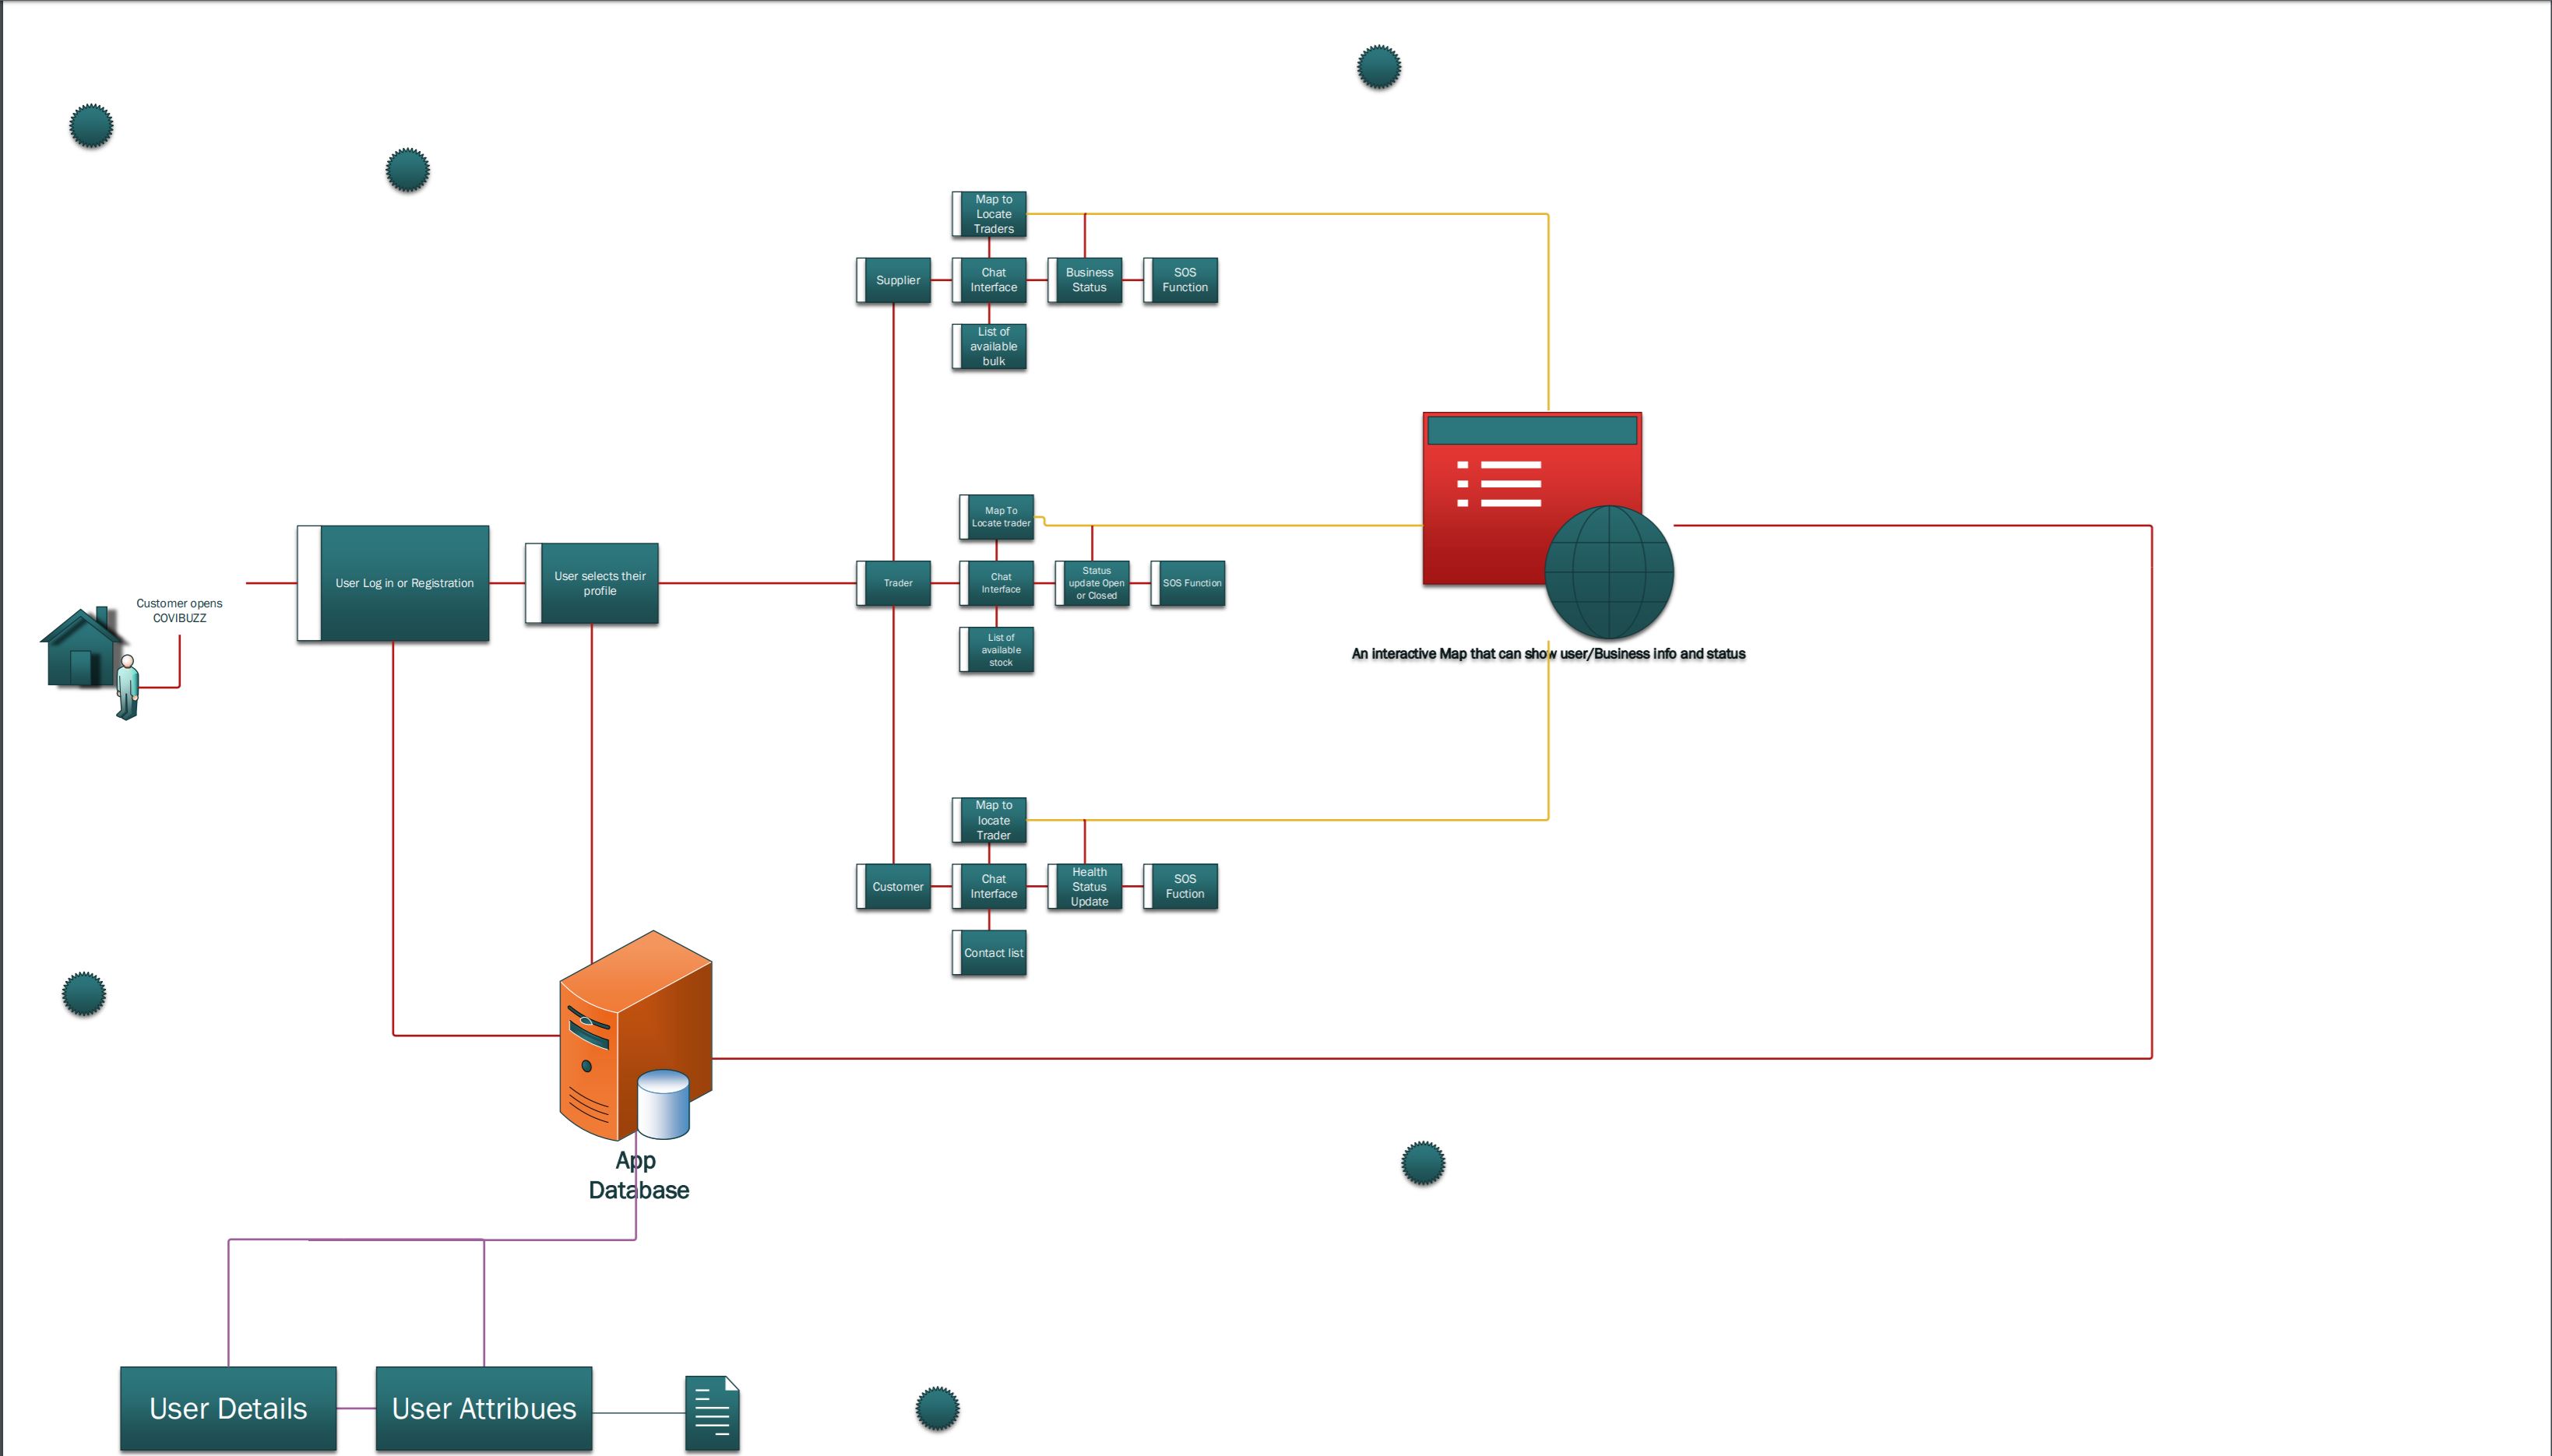 Map to
Locate
Traders
Supplier
Chat
Interface
Business
Status
SOS
Function
List of
available
bulk
Map To
Locate trader
User Log in or Registration
User selects their
profile
Trader
Chat
Interface
Status
update Open
or Closed
SOS Function
Customer opens
COVIBUZZ
List of
available
stock
An interactive Map that can show user/Business info and status
Map to
locate
Trader
Customer
Chat
Interface
Health
Status
Update
SOS
Fuction
Contact list
App
Database
User Details
User Attribues